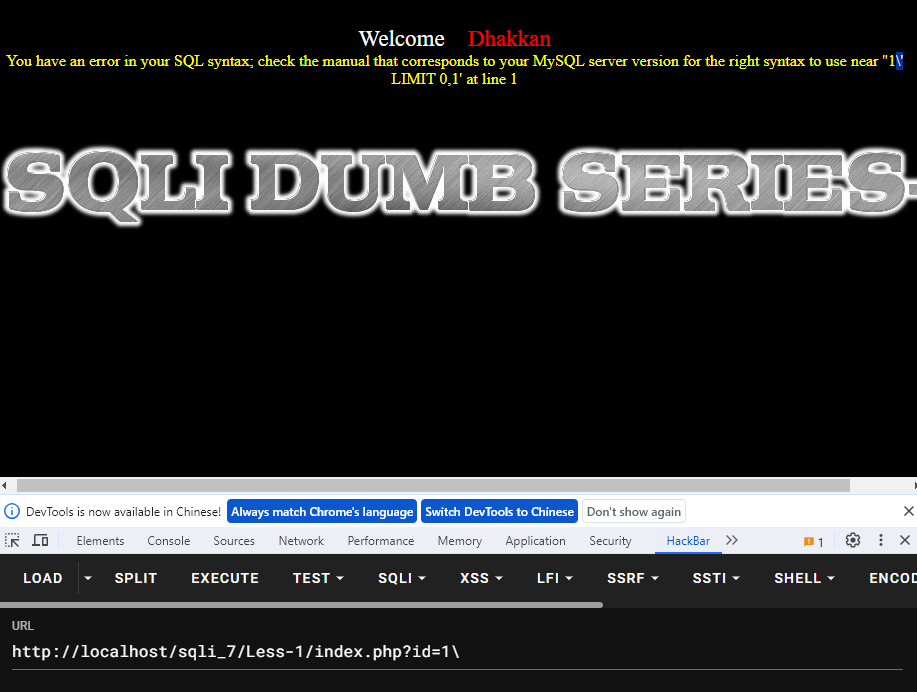 Welcome Dhakkan
You have an error in your SQL syntax; check the manual that corresponds to your MySQL server version for the right syntax to use near ''1\'
LIMIT 0,1' at line 1
SQLI DUMB SERIES-
DevTools is now available in Chinese! Always match Chrome's language Switch DevTools to Chinese Don't show again
Elements Console Sources Network Performance Memory Application Security HackBar 1
LOAD SPLIT EXECUTE TEST SQLI XSS LFI SSRF SSTI SHELL ENCOD
URL
http://localhost/sqli_7/Less-1/index.php?id=1\